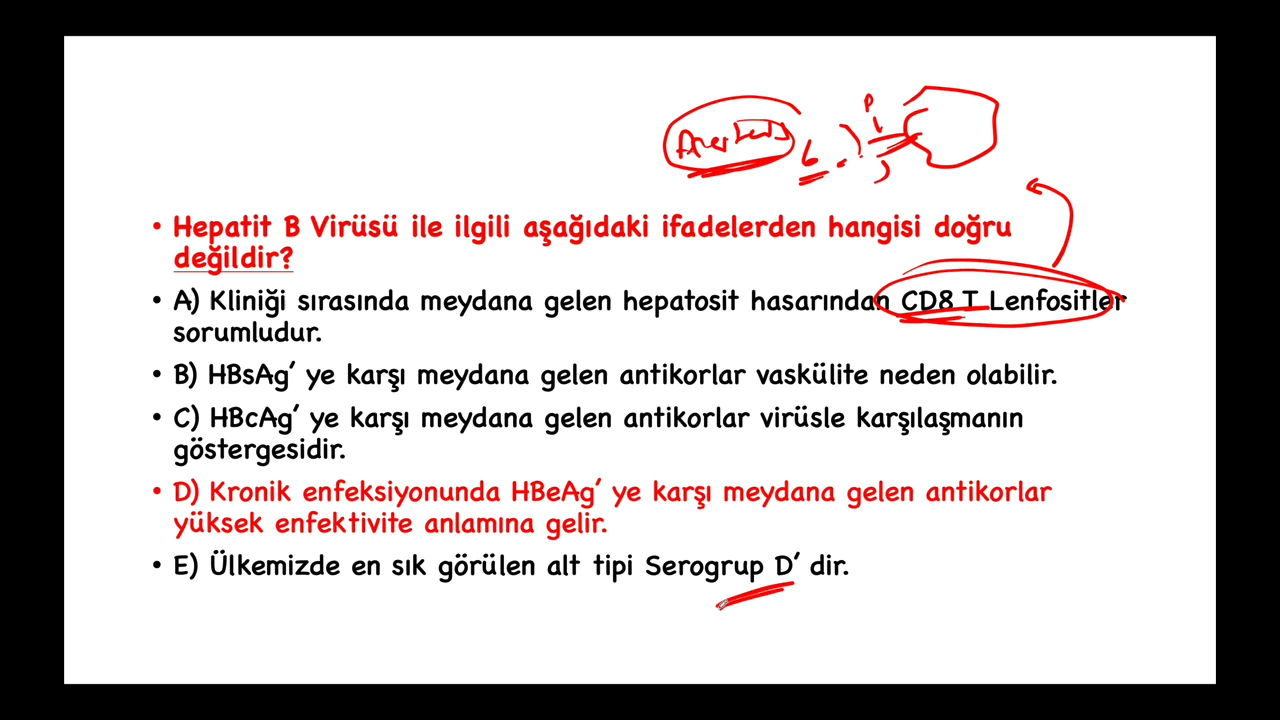 • Hepatit B Virüsü ile ilgili aşağıdaki ifadelerden hangisi doğru
değildir?
• A) Kliniği sırasında meydana gelen hepatosit hasarından CD8 T Lenfositler
sorumludur.
• B) HBsAg’ ye karşı meydana gelen antikorlar vaskülite neden olabilir.
• C) HBcAg’ ye karşı meydana gelen antikorlar virüsle karşılaşmanın
göstergesidir.
• D) Kronik enfeksiyonunda HBeAg’ ye karşı meydana gelen antikorlar
yüksek enfektivite anlamına gelir.
• E) Ülkemizde en sık görülen alt tipi Serogrup D’ dir.